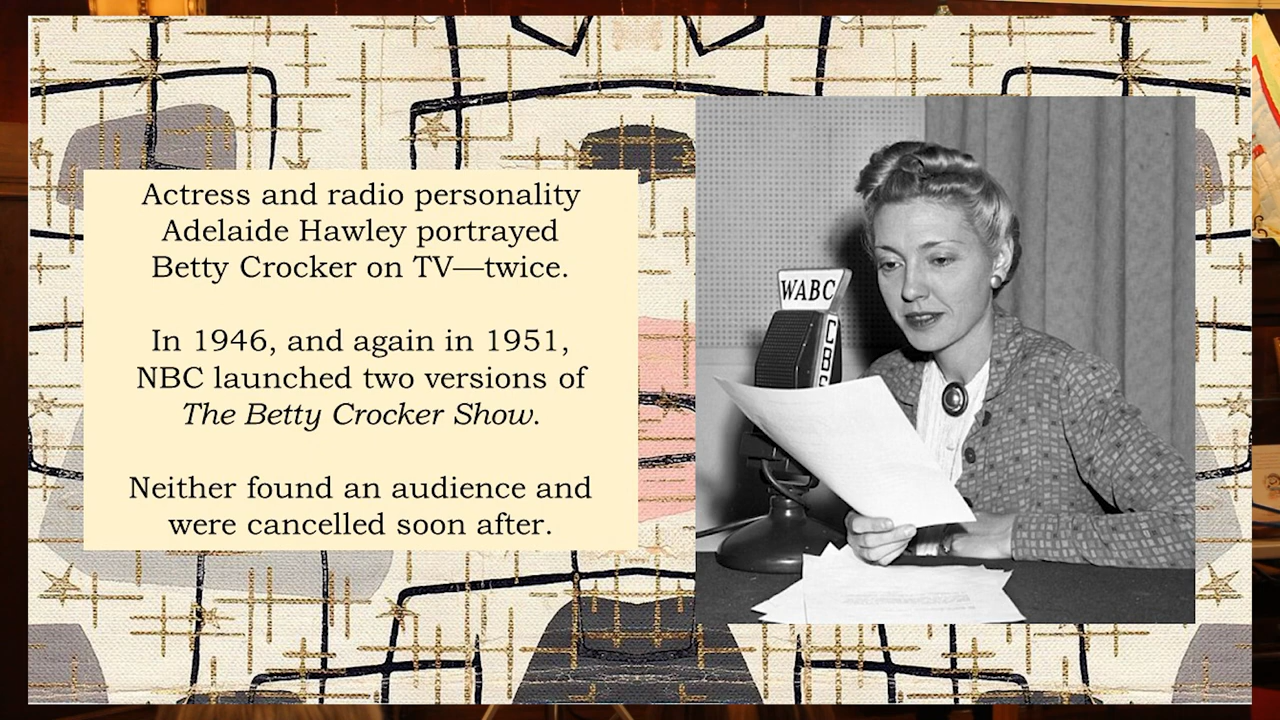 Actress and radio personality
Adelaide Hawley portrayed
Betty Crocker on TV—twice.
In 1946, and again in 1951,
NBC launched two versions of
The Betty Crocker Show.
Neither found an audience and
were cancelled soon after.
WABC
CBS